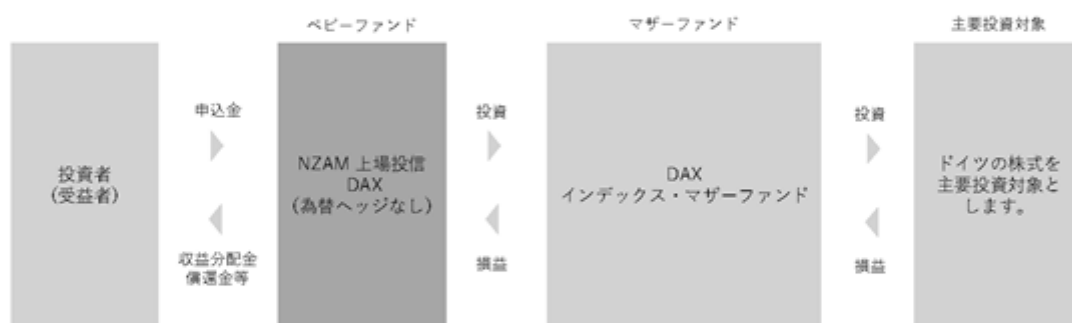 ベビーファンド
マザーファンド
主要投資対象
投資者
(受益者)
申込金
収益分配金
償還金等
NZAM 上場投信
DAX
(為替ヘッジなし)
投資
損益
DAX
インデックス・マザーファンド
投資
損益
ドイツの株式を
主要投資対象と
します。